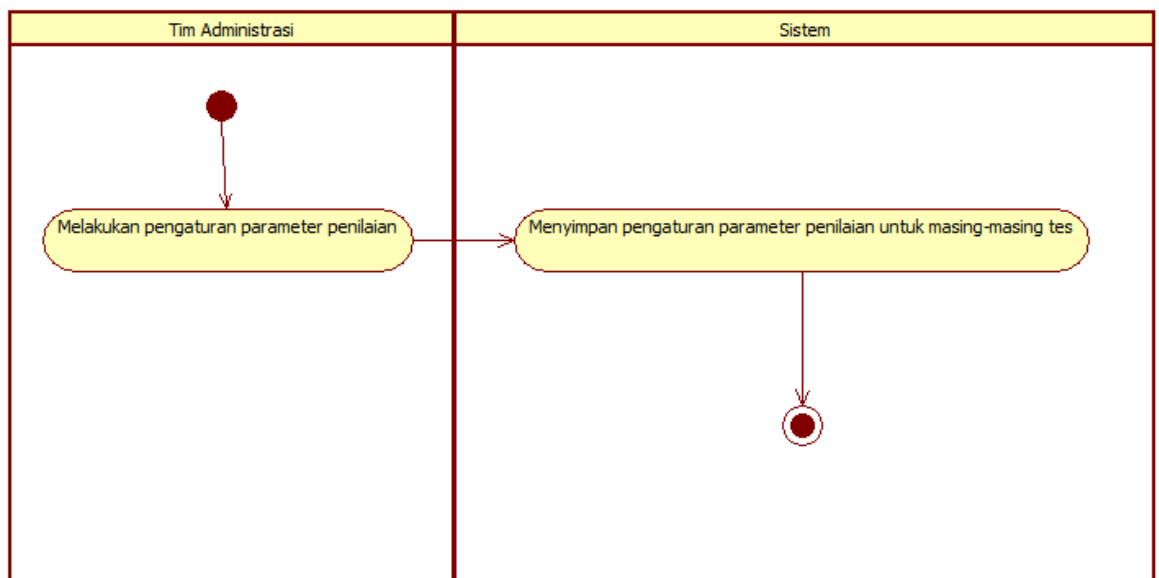 Tim Administrasi
Sistem
Melakukan pengaturan parameter penilaian
Menyimpan pengaturan parameter penilaian untuk masing-masing tes